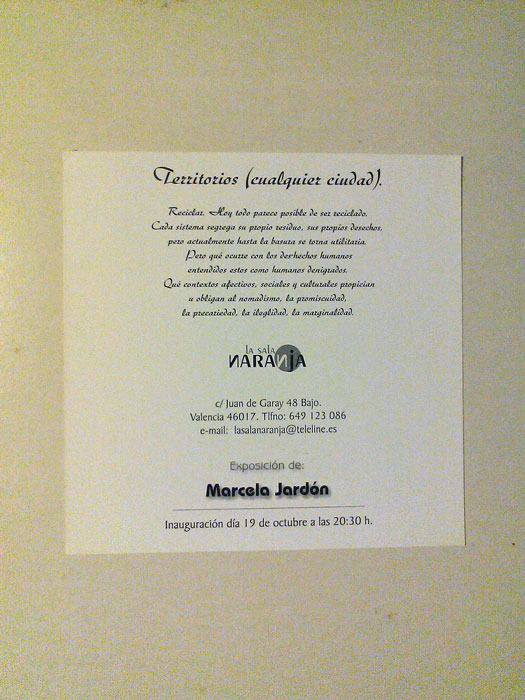 Territorios (cualquier ciudad).
Reciclar. Hoy todo parece posible de ser reciclado.
Cada sistema segrega su propio residuo, sus propios desechos,
pero actualmente hasta la basura se torna utilitaria.
Pero qué ocurre con los deshechos humanos
entendidos estos como humanos denigrados.
Qué contextos afectivos, sociales y culturales propician
u obligan al nomadismo, la promiscuidad,
la precariedad, la ileglidad, la marginalidad.
la sala
NARANJA
c/ Juan de Garay 48 Bajo.
Valencia 46017. Tlfno: 649 123 086
e-mail: lasalanaranja@teleline.es
Exposición de:
Marcela Jardón
Inauguración día 19 de octubre a las 20:30 h.